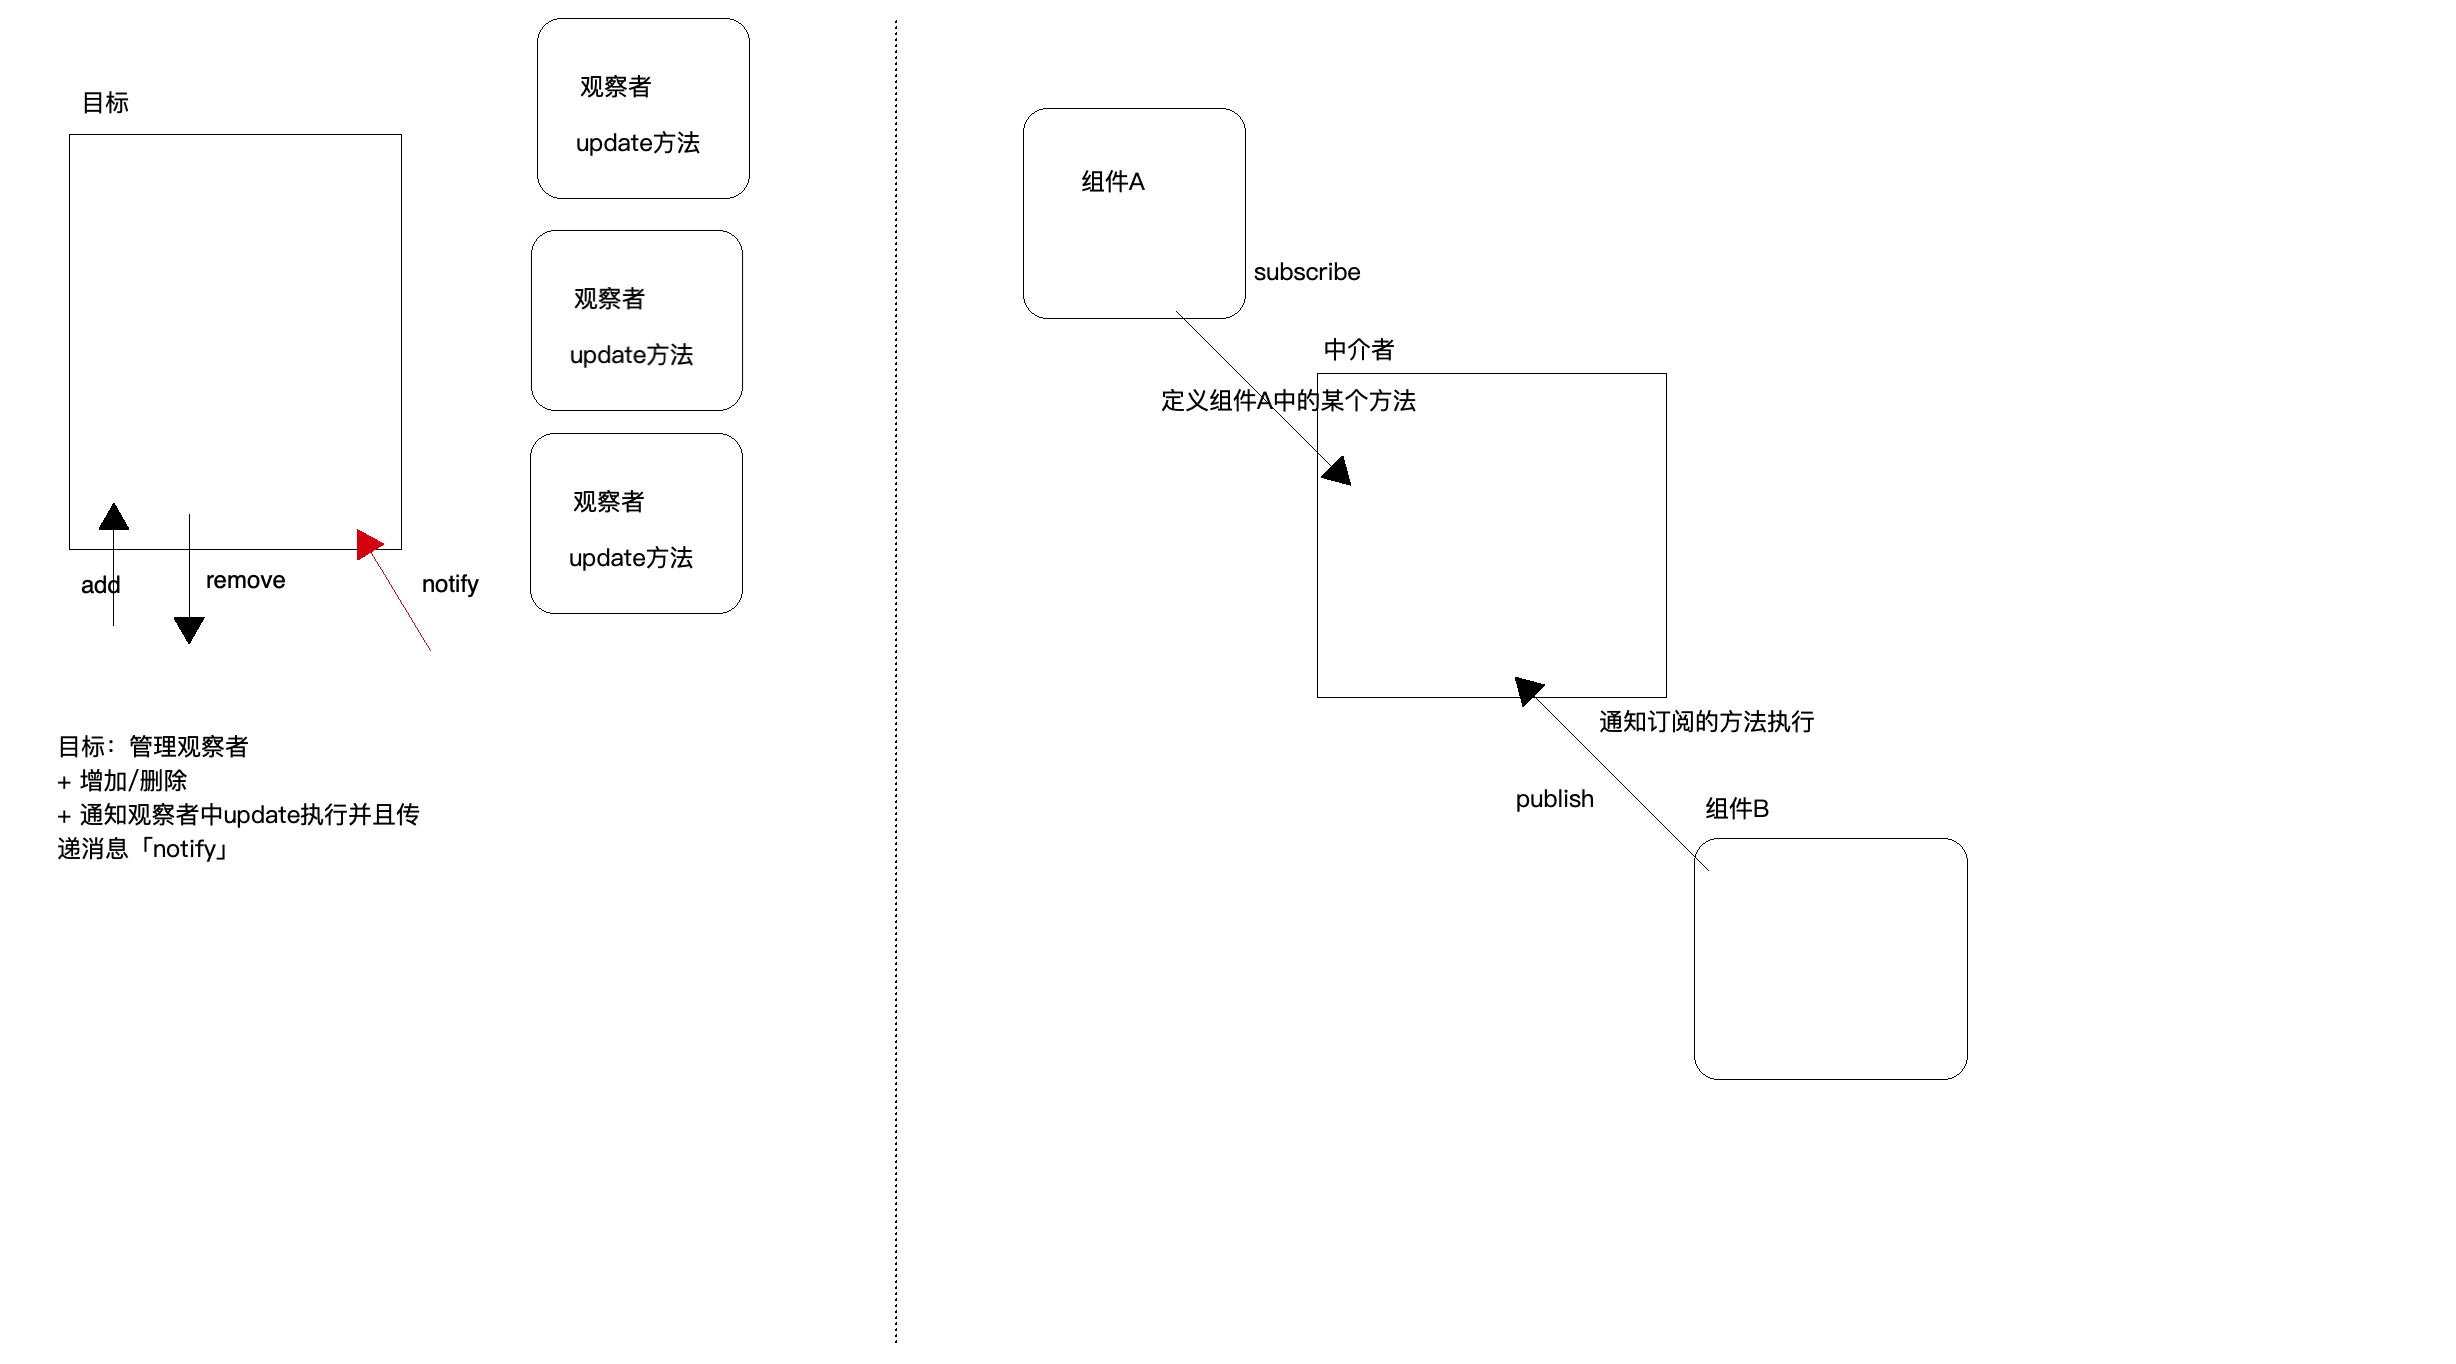 目标
观察者
update方法
观察者
update方法
观察者
update方法
add
remove
notify
目标：管理观察者
+ 增加/删除
+ 通知观察者中update执行并且传
递消息「notify」
组件A
subscribe
中介者
定义组件A中的某个方法
通知订阅的方法执行
publish
组件B